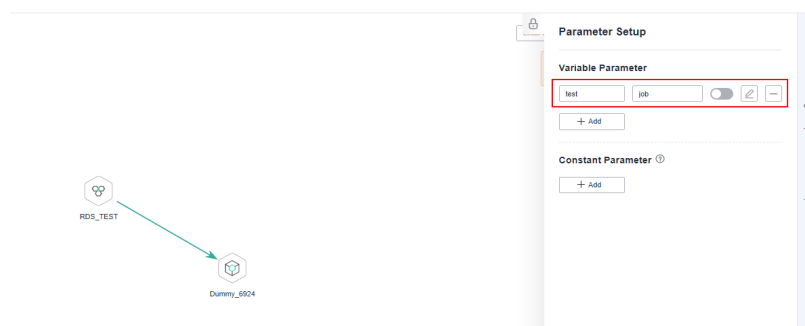 Parameter Setup
Variable Parameter
test job
+ Add
Constant Parameter ?
+ Add
RDS_TEST
Dummy_6924